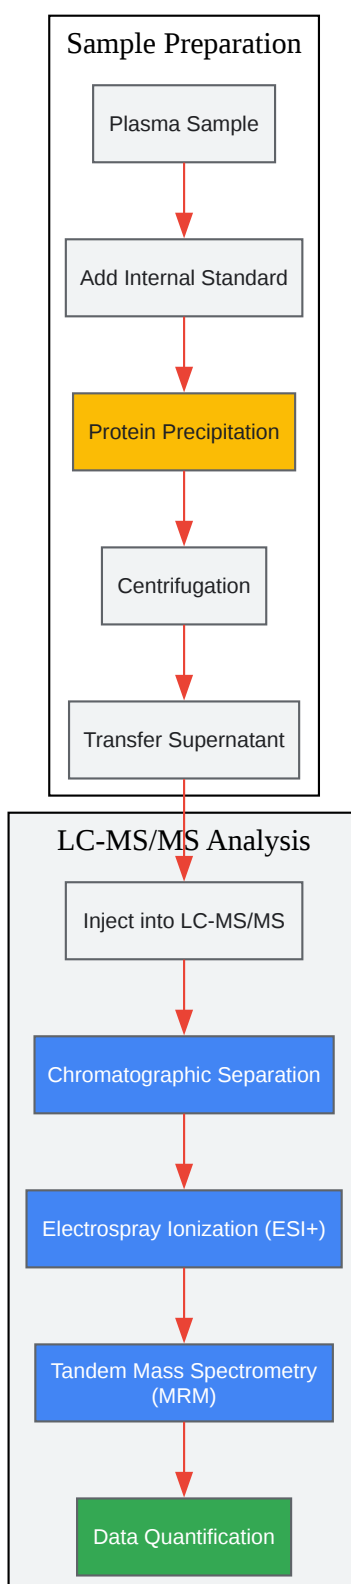 Sample Preparation
Plasma Sample
Add Internal Standard
Protein Precipitation
Centrifugation
Transfer Supernatant
LC-MS/MS Analysis
Inject into LC-MS/MS
Chromatographic Separation
Electrospray Ionization (ESI+)
Tandem Mass Spectrometry
(MRM)
Data Quantification